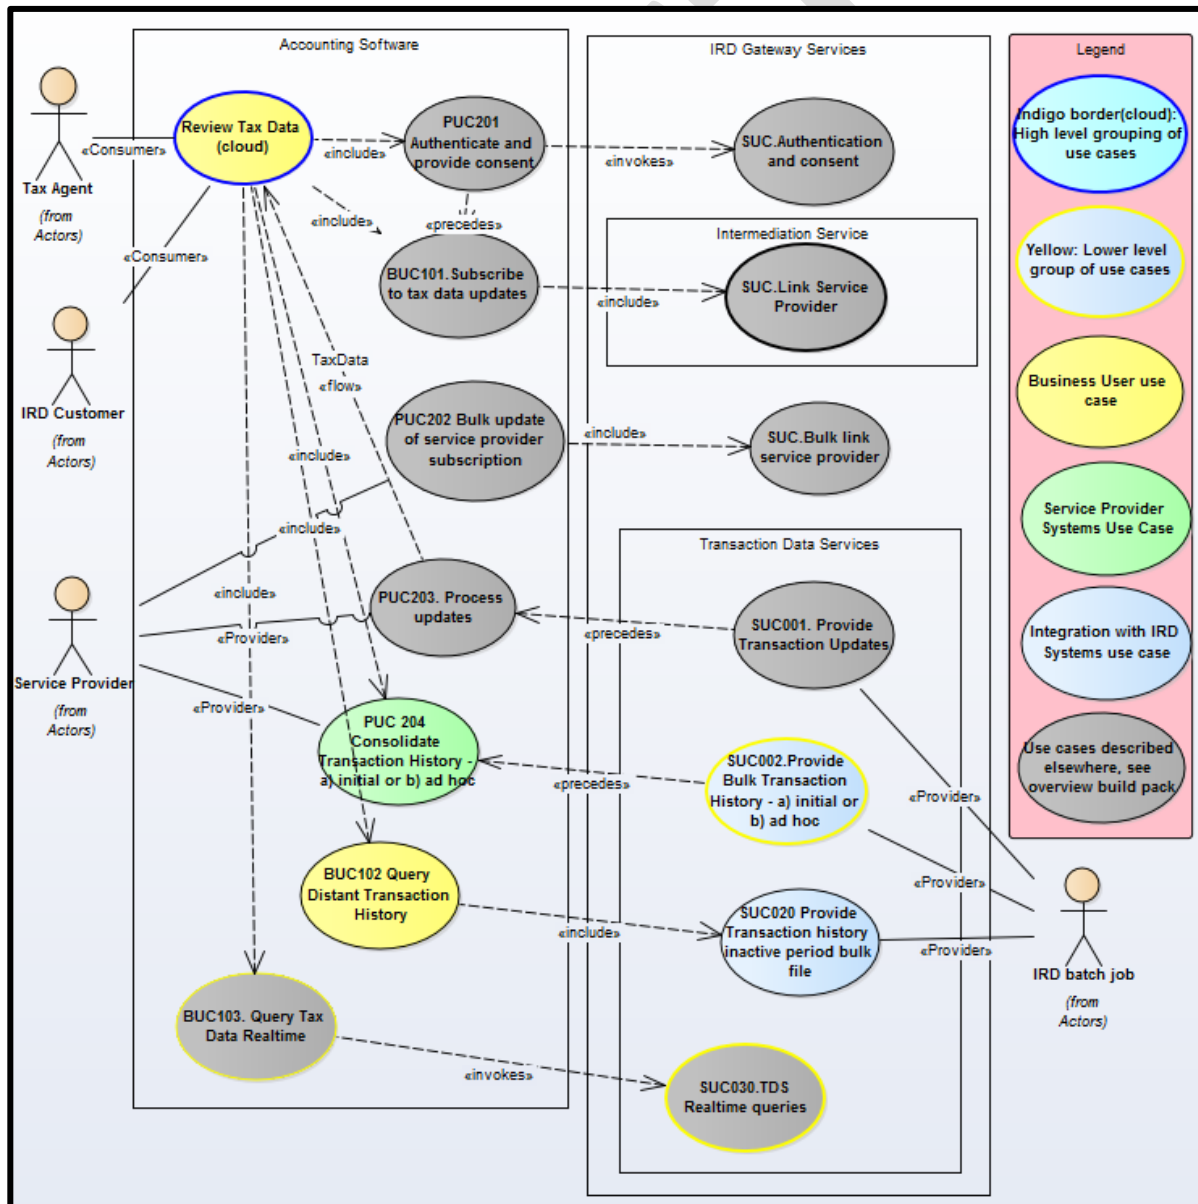 Accounting Software
IRD Gateway Services
Legend
Tax Agent
(from
Actors)
«Consumer»
Review Tax Data
(cloud)
«include»
PUC201
Authenticate and
provide consent
«invokes»
SUC.Authentication
and consent
Indigo border(cloud):
High level grouping of
use cases
«Consumer»
«include»
«precedes»
BUC101.Subscribe
to tax data updates
«include»
Intermediation Service
SUC.Link Service
Provider
Yellow: Lower level
group of use cases
IRD Customer
(from
Actors)
TaxData
«flow»
Business User use
case
PUC202 Bulk update
of service provider
subscription
«include»
SUC.Bulk link
service provider
«include»
«include»
Service Provider
Systems Use Case
Transaction Data Services
«include»
Service Provider
(from
Actors)
«Provider»
PUC203. Process
updates
«precedes»
SUC001. Provide
Transaction Updates
Integration with IRD
Systems use case
«Provider»
PUC 204
Consolidate
Transaction History -
a) initial or b) ad hoc
«precedes»
SUC002.Provide
Bulk Transaction
History - a) initial or
b) ad hoc
«Provider»
Use cases described
elsewhere, see
overview build pack
BUC102 Query
Distant Transaction
History
«include»
SUC020 Provide
Transaction history
inactive period bulk
file
«Provider»
«Provider»
IRD batch job
(from
Actors)
BUC103. Query Tax
Data Realtime
«invokes»
SUC030.TDS
Realtime queries